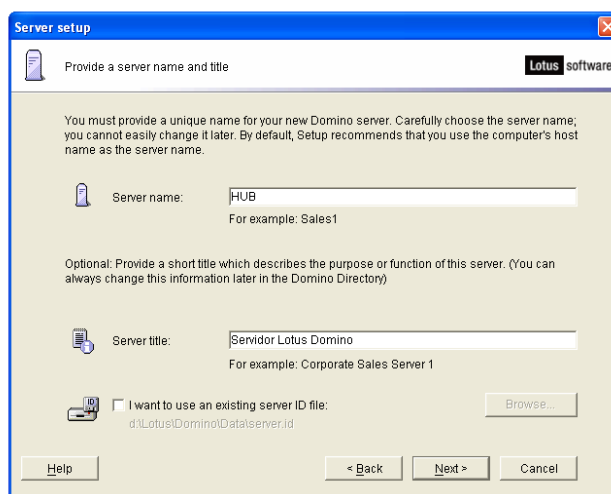 Server setup
Provide a server name and title
Lotus software
You must provide a unique name for your new Domino server. Carefully choose the server name;
you cannot easily change it later. By default, Setup recommends that you use the computer's host
name as the server name.
Server name:
HUB
For example: Sales1
Optional: Provide a short title which describes the purpose or function of this server. (You can
always change this information later in the Domino Directory)
Server title:
Servidor Lotus Domino
For example: Corporate Sales Server 1
I want to use an existing server ID file:
Browse...
d:\Lotus\Domino\Data\server.id
Help
< Back
Next >
Cancel